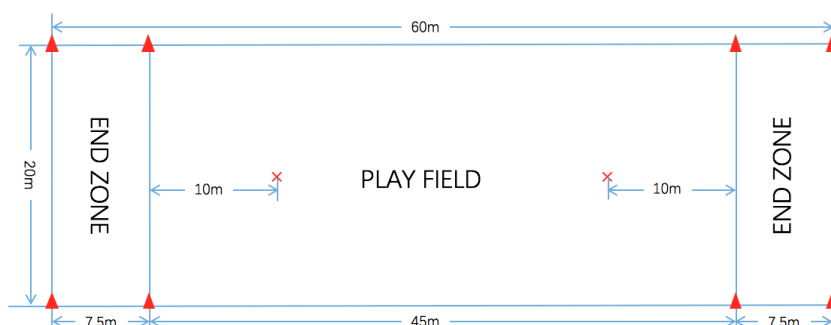 60m
END ZONE
20m
10m
PLAY FIELD
10m
END ZONE
7.5m
45m
7.5m